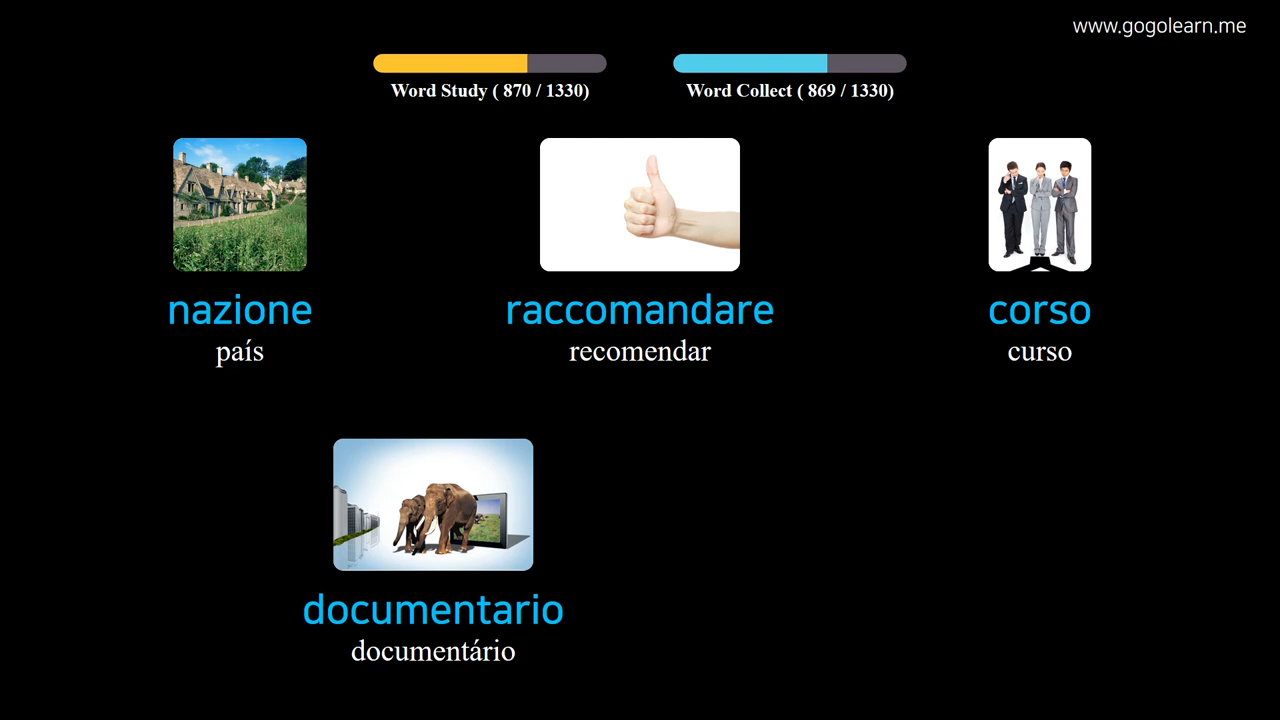 www.gogolearn.me
Word Study ( 870 / 1330)
Word Collect ( 869 / 1330)
nazione
país
raccomandare
recomendar
corso
curso
documentario
documentário